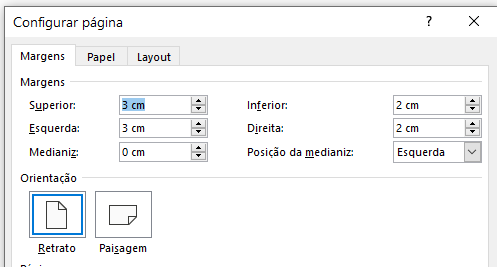 Configurar página ? ×
Margens Papel Layout
Margens
Superior: 3 cm Inferior: 2 cm
Esquerda: 3 cm Direita: 2 cm
Medianiz: 0 cm Posição da medianiz: Esquerda
Orientação
Retrato Paisagem